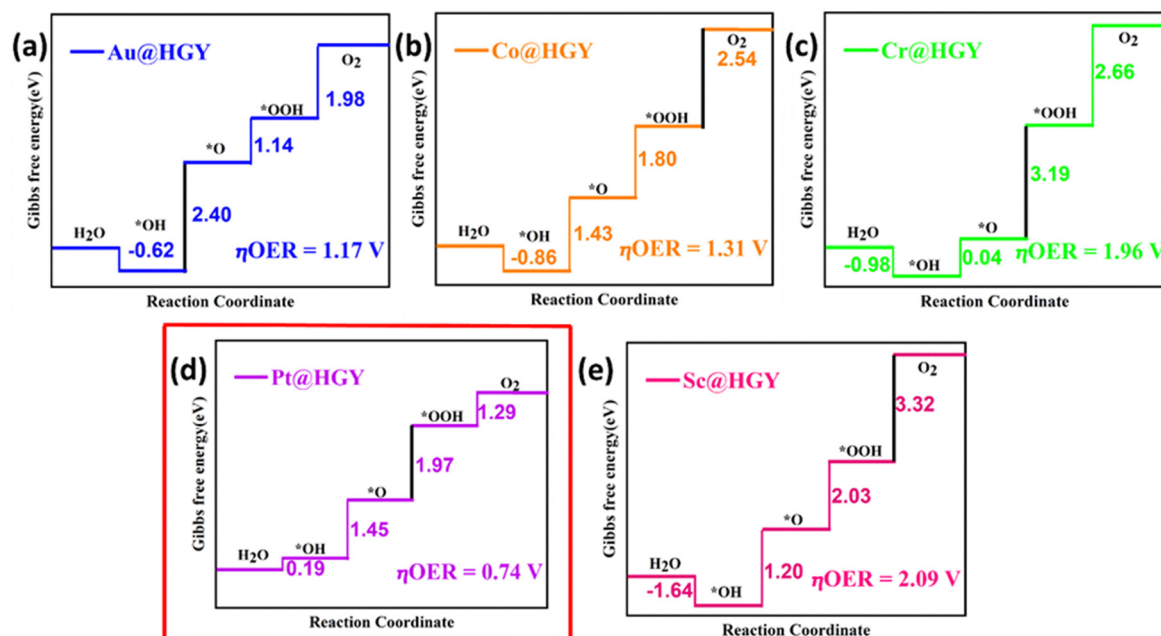 (a)
Au@HGY
Gibbs free energy(eV)
H₂O
*OH
-0.62
2.40
*O
1.14
*OOH
1.98
O₂
ηOER = 1.17 V
Reaction Coordinate
(b)
Co@HGY
Gibbs free energy(eV)
H₂O
*OH
-0.86
1.43
*O
1.80
*OOH
O₂
2.54
ηOER = 1.31 V
Reaction Coordinate
(c)
Cr@HGY
Gibbs free energy(eV)
H₂O
-0.98
*OH
*O
0.04
3.19
*OOH
2.66
O₂
ηOER = 1.96 V
Reaction Coordinate
(d)
Pt@HGY
Gibbs free energy(eV)
H₂O
*OH
0.19
1.45
*O
1.97
*OOH
1.29
O₂
ηOER = 0.74 V
Reaction Coordinate
(e)
Sc@HGY
Gibbs free energy(eV)
H₂O
-1.64
*OH
1.20
*O
2.03
*OOH
3.32
O₂
ηOER = 2.09 V
Reaction Coordinate